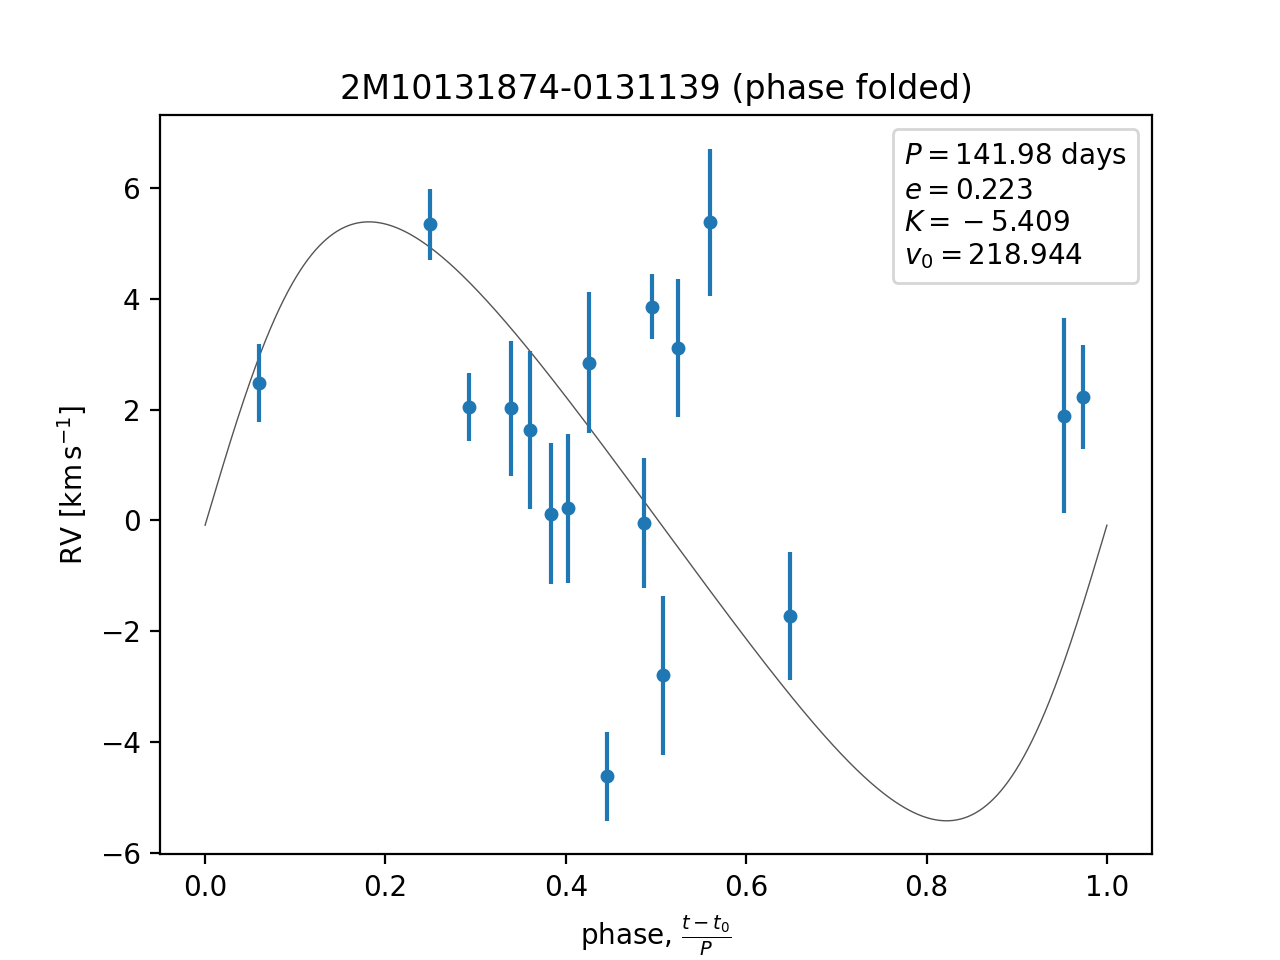 2M10131874-0131139 (phase folded)
P = 141.98 days
e = 0.223
K = −5.409
v₀ = 218.944
RV [km s⁻¹]
6
4
2
0
−2
−4
−6
0.0 0.2 0.4 0.6 0.8 1.0
phase, (t − t₀)/P